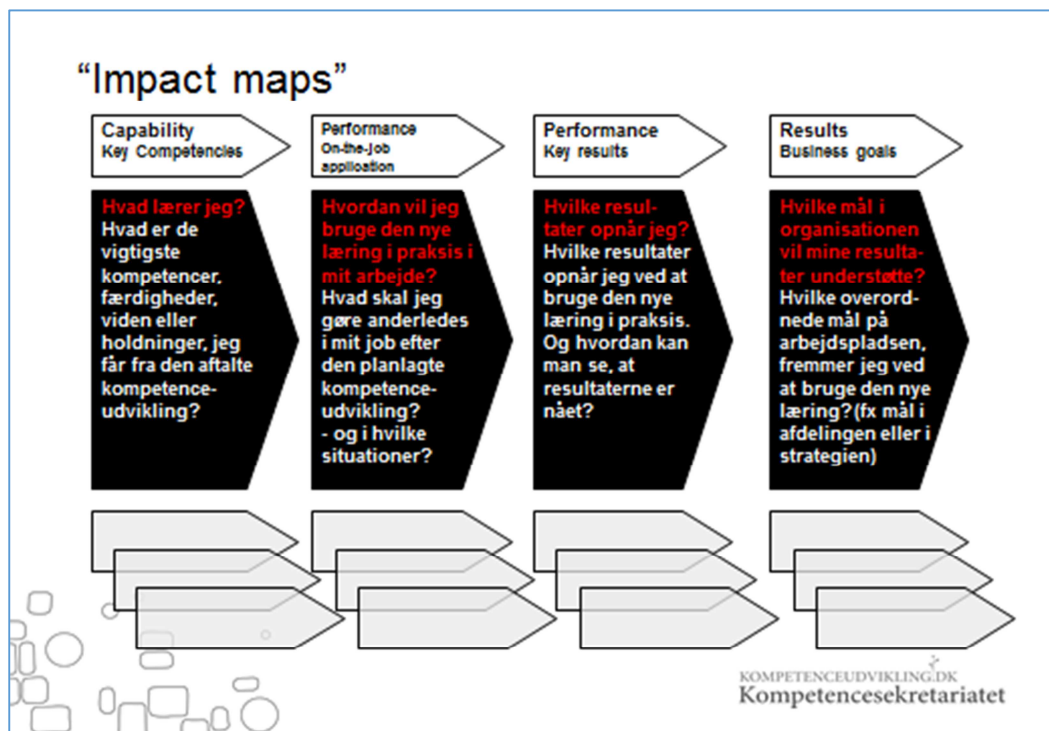 “Impact maps”
Capability
Key Competencies
Performance
On-the-Job
application
Performance
Key results
Results
Business goals
Hvad lærer jeg?
Hvad er de
vigtigste
kompetencer,
færdigheder,
viden eller
holdninger, jeg
får fra den aftalte
kompetence-
udvikling?
Hvordan vil jeg
bruge den nye
læring i praksis i
mit arbejde?
Hvad skal jeg
gøre anderledes
i mit job efter
den planlagte
kompetence-
udvikling?
- og i hvilke
situationer?
Hvilke resul-
tater opnår jeg?
Hvilke resultater
opnår jeg ved at
bruge den nye
læring i praksis.
Og hvordan kan
man se, at
resultaterne er
nået?
Hvilke mål i
organisationen
vil mine resulta-
ter understøtte?
Hvilke overord-
nede mål på
arbejdspladsen,
fremmer jeg ved
at bruge den nye
læring?(fx mål i
afdelingen eller i
strategien)
KOMPETENCEUDVIKLING.DK
Kompetencesekretariatet